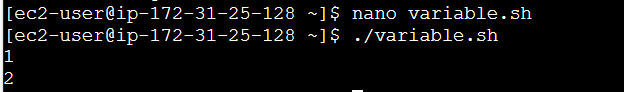 [ec2-user@ip-172-31-25-128 ~]$ nano variable.sh
[ec2-user@ip-172-31-25-128 ~]$ ./variable.sh
1
2